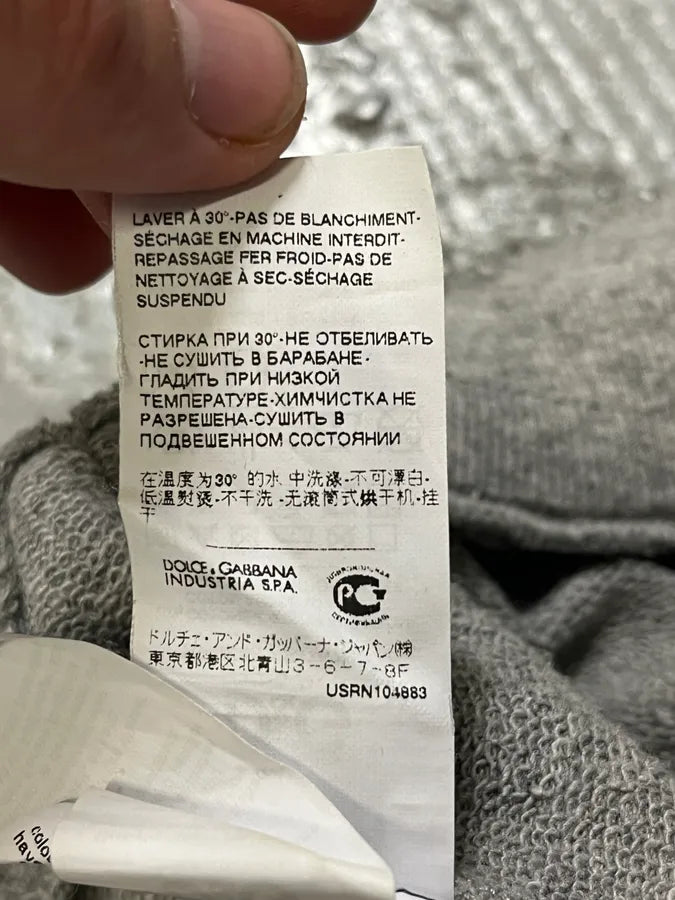 LAVER À 30°-PAS DE BLANCHIMENT-
SÉCHAGE EN MACHINE INTERDIT-
REPASSAGE FER FROID-PAS DE
NETTOYAGE À SEC-SÉCHAGE
SUSPENDU
СТИРКА ПРИ 30°-НЕ ОТБЕЛИВАТЬ
-НЕ СУШИТЬ В БАРАБАНЕ-
ГЛАДИТЬ ПРИ НИЗКОЙ
ТЕМПЕРАТУРЕ-ХИМЧИСТКА НЕ
РАЗРЕШЕНА-СУШИТЬ В
ПОДВЕШЕННОМ СОСТОЯНИИ
在温度为30° 的水 中洗涤-不可漂白-
低温熨烫-不干洗-无滚筒式烘干机-挂
干
DOLCE & GABBANA
INDUSTRIA S.P.A.
PG
ドルチェ・アンド・ガッバーナ・ジャパン(株)
東京都港区北青山3-6-7-8F
USRN104883
colo
hav